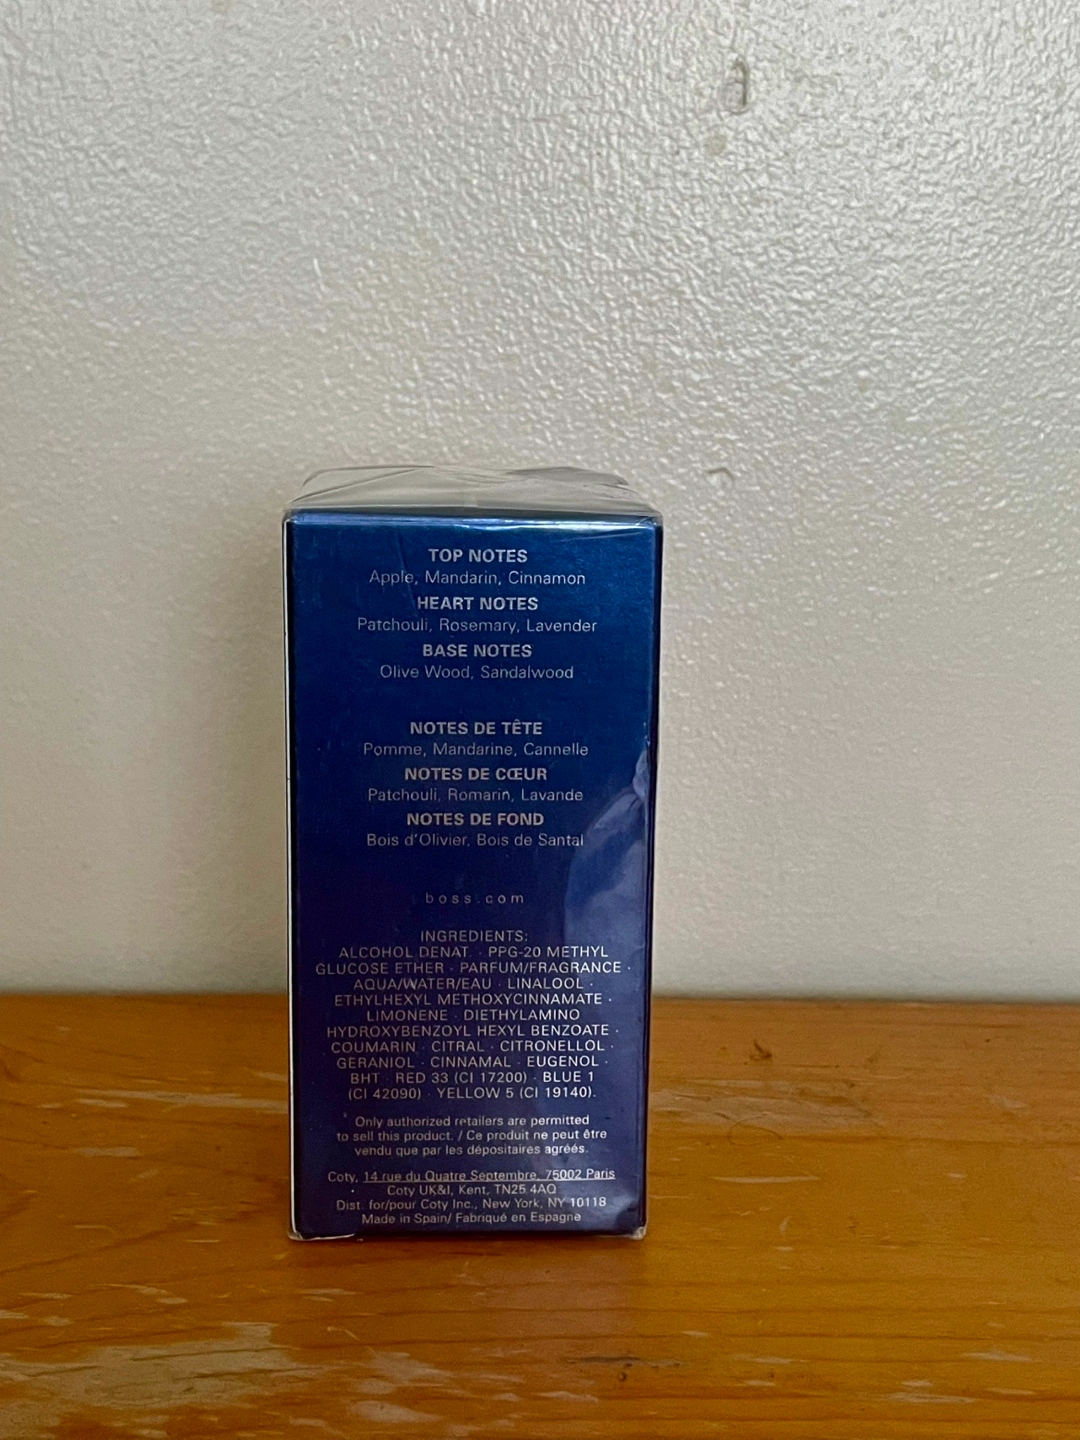 TOP NOTES
Apple, Mandarin, Cinnamon
HEART NOTES
Patchouli, Rosemary, Lavender
BASE NOTES
Olive Wood, Sandalwood
NOTES DE TÊTE
Pomme, Mandarine, Cannelle
NOTES DE CŒUR
Patchouli, Romarin, Lavande
NOTES DE FOND
Bois d'Olivier, Bois de Santal
boss.com
INGREDIENTS:
ALCOHOL DENAT. · PPG-20 METHYL
GLUCOSE ETHER · PARFUM/FRAGRANCE ·
AQUA/WATER/EAU · LINALOOL ·
ETHYLHEXYL METHOXYCINNAMATE ·
LIMONENE · DIETHYLAMINO
HYDROXYBENZOYL HEXYL BENZOATE ·
COUMARIN · CITRAL · CITRONELLOL ·
GERANIOL · CINNAMAL · EUGENOL ·
BHT · RED 33 (CI 17200) · BLUE 1
(CI 42090) · YELLOW 5 (CI 19140).
Only authorized retailers are permitted
to sell this product. / Ce produit ne peut être
vendu que par les dépositaires agréés.
Coty, 14 rue du Quatre Septembre, 75002 Paris
Coty UK&I, Kent, TN25 4AQ
Dist. for/pour Coty Inc., New York, NY 10118
Made in Spain/ Fabriqué en Espagne